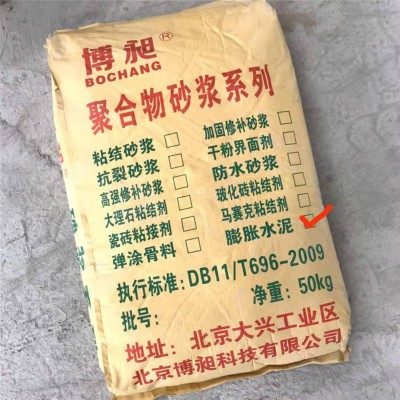 博昶®
BOCHANG
聚合物砂浆系列
粘结砂浆 □ 加固修补砂浆 □
抗裂砂浆 □ 干粉界面剂 □
高强修补砂浆 □ 防水砂浆 □
大理石粘结剂 □ 玻化砖粘结剂 □
瓷砖粘接剂 □ 马赛克粘结剂 □
弹涂骨料 □ 膨胀水泥 ✓
执行标准:DB11/T696-2009
批号: 净重:50kg
地址:北京大兴工业区
北京博昶科技有限公司